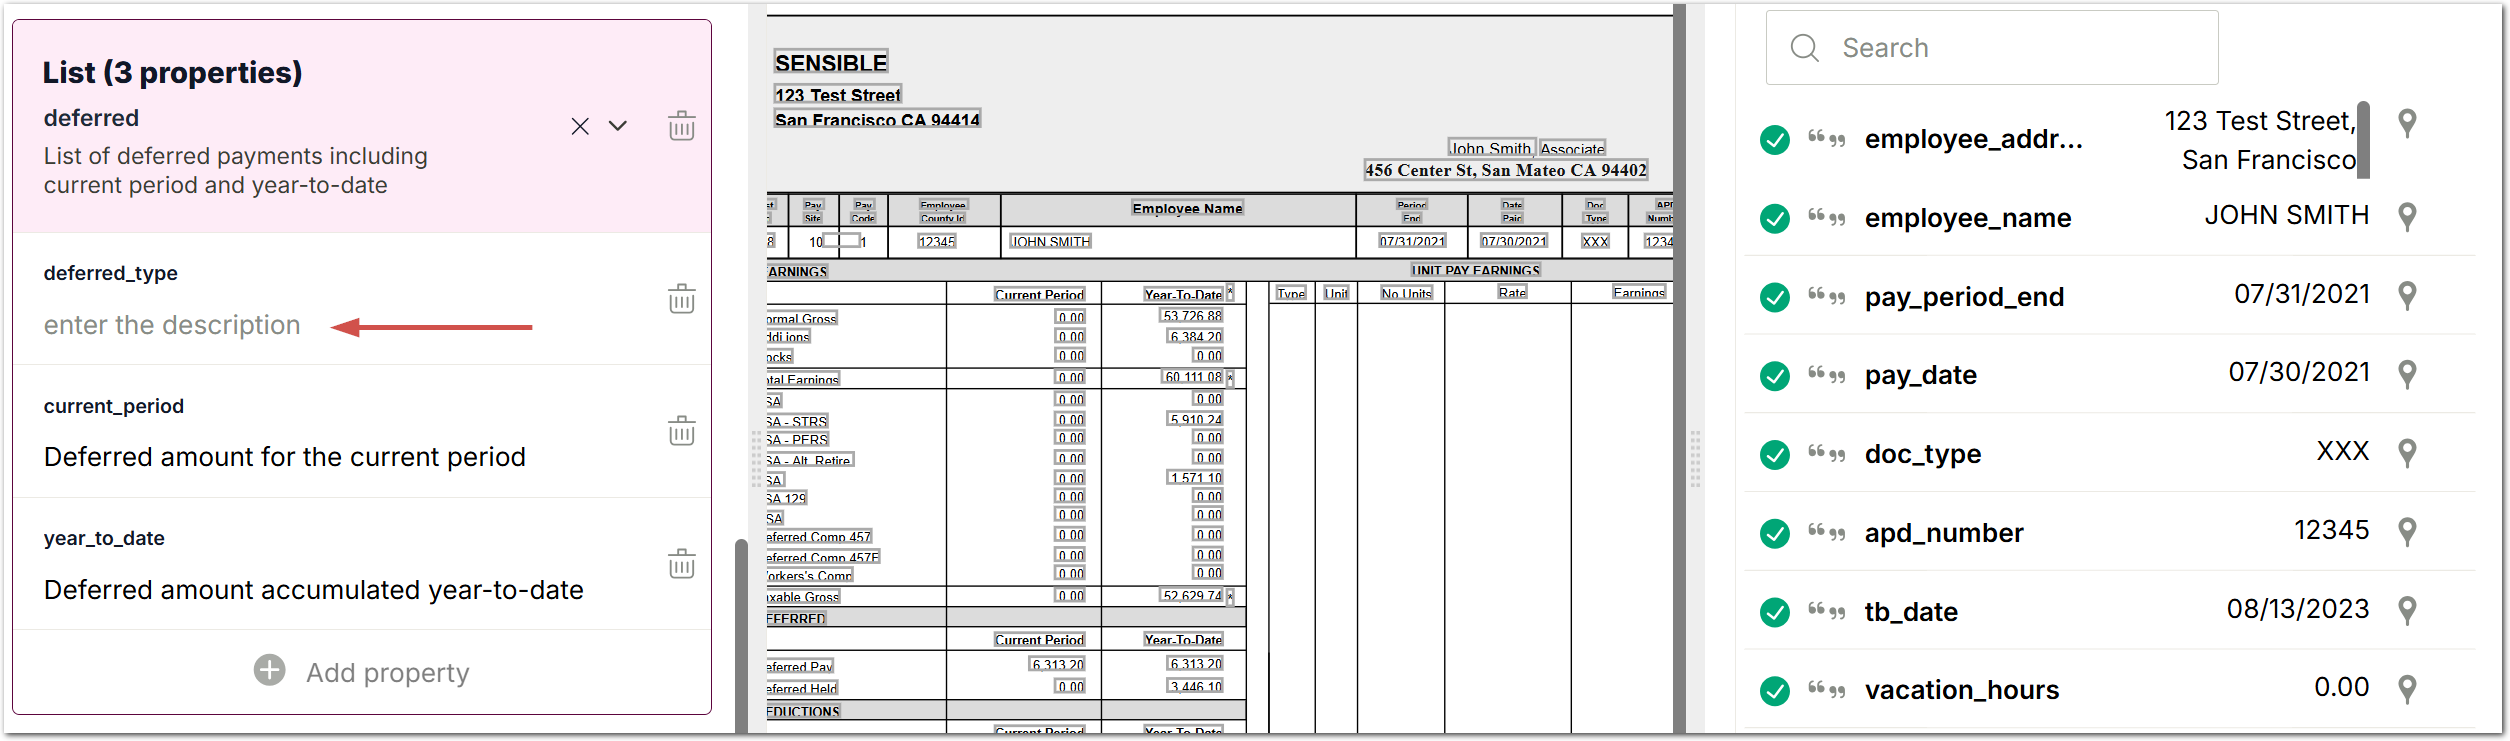 List (3 properties)
deferred
List of deferred payments including
current period and year-to-date
deferred_type
enter the description
current_period
Deferred amount for the current period
year_to_date
Deferred amount accumulated year-to-date
Add property
SENSIBLE
123 Test Street
San Francisco CA 94414
John Smith Associate
456 Center St, San Mateo CA 94402
Pay Site
Pay Code
Employee County Id
Employee Name
Period End
Date Paid
Doc Type
APD Numb
8 10 1 12345 JOHN SMITH 07/31/2021 07/30/2021 XXX 1234
ARNINGS UNIT PAY EARNINGS
Current Period Year-To-Date * Type Unit No Units Rate Earnings
ormal Gross 0.00 53,726.88
ddi ions 0.00 6,384.20
ocks 0.00 0.00
otal Earnings 0.00 60,111.08 *
SA 0.00 0.00
SA - STRS 0.00 5,910.24
SA - PERS 0.00 0.00
SA - Alt. Retire 0.00 0.00
SA 0.00 1,571.10
SA 129 0.00 0.00
SA 0.00 0.00
eferred Comp 457 0.00 0.00
eferred Comp 457F 0.00 0.00
orkers's Comp 0.00 0.00
axable Gross 0.00 52,629.74 *
EFERRED
Current Period Year-To-Date
eferred Pay 6,313.20 6,313.20
eferred Held 0.00 3,446.10
EDUCTIONS
Current Period Year-To-Date
Search
employee_addr... 123 Test Street,
San Francisco
employee_name JOHN SMITH
pay_period_end 07/31/2021
pay_date 07/30/2021
doc_type XXX
apd_number 12345
tb_date 08/13/2023
vacation_hours 0.00